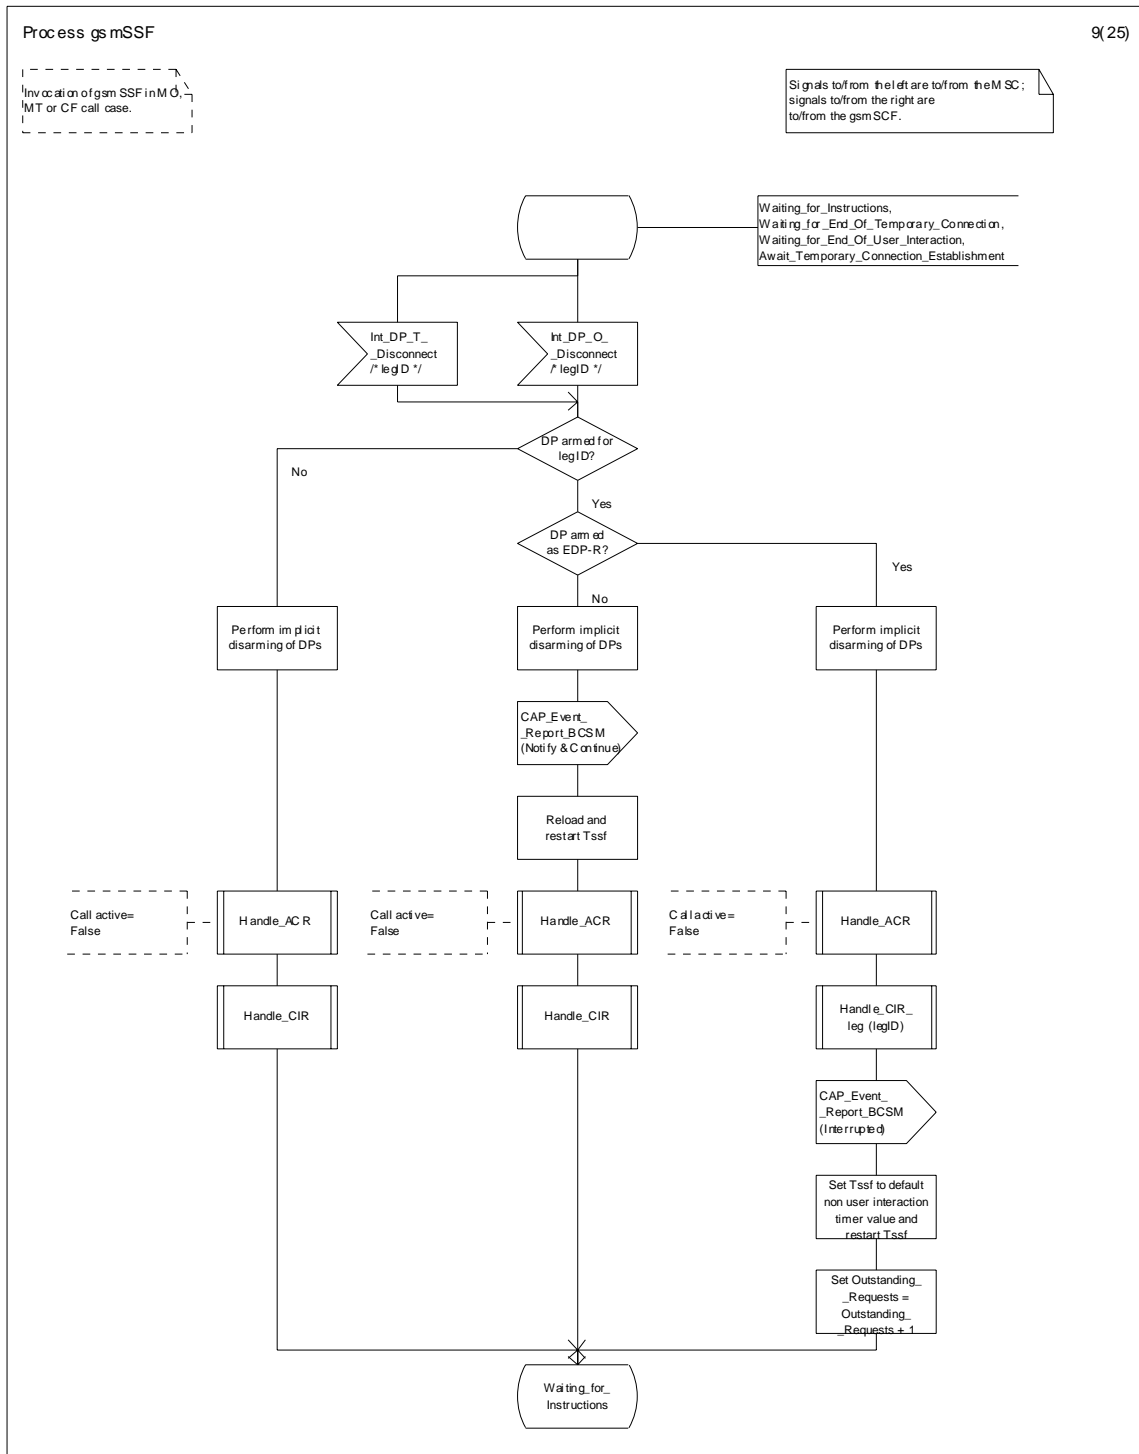 Process gsmSSF
9(25)
Invocation of gsmSSF in MO,
MT or CF call case.
Signals to/from the left are to/from the MSC;
signals to/from the right are
to/from the gsmSCF.
Waiting_for_Instructions,
Waiting_for_End_Of_Temporary_Connection,
Waiting_for_End_Of_User_Interaction,
Await_Temporary_Connection_Establishment
Int_DP_T_
_Disconnect
/* legID */
Int_DP_O_
_Disconnect
/* legID */
DP armed for
legID?
No
Yes
DP armed
as EDP-R?
Yes
No
Perform implicit
disarming of DPs
Perform implicit
disarming of DPs
Perform implicit
disarming of DPs
CAP_Event_
_Report_BCSM
(Notify & Continue)
Reload and
restart Tssf
Call active=
False
Handle_ACR
Call active=
False
Handle_ACR
Call active=
False
Handle_ACR
Handle_CIR
Handle_CIR
Handle_CIR_
leg (legID)
CAP_Event_
_Report_BCSM
(Interrupted)
Set Tssf to default
non user interaction
timer value and
restart Tssf
Set Outstanding_
_Requests =
Outstanding_
_Requests + 1
Waiting_for_
Instructions